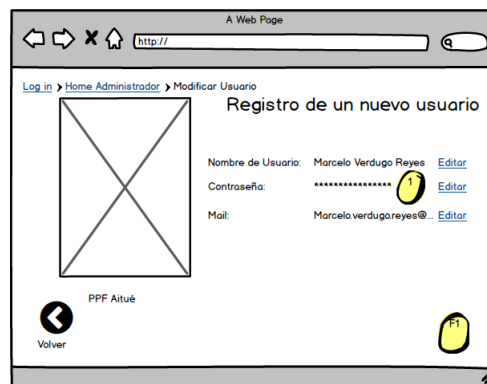 A Web Page
http://
Log in > Home Administrador > Modificar Usuario
Registro de un nuevo usuario
Nombre de Usuario: Marcelo Verdugo Reyes Editar
Contraseña: **************** 1 Editar
Mail: Marcelo.verdugo.reyes@... Editar
PPF Aitué
Volver
F1